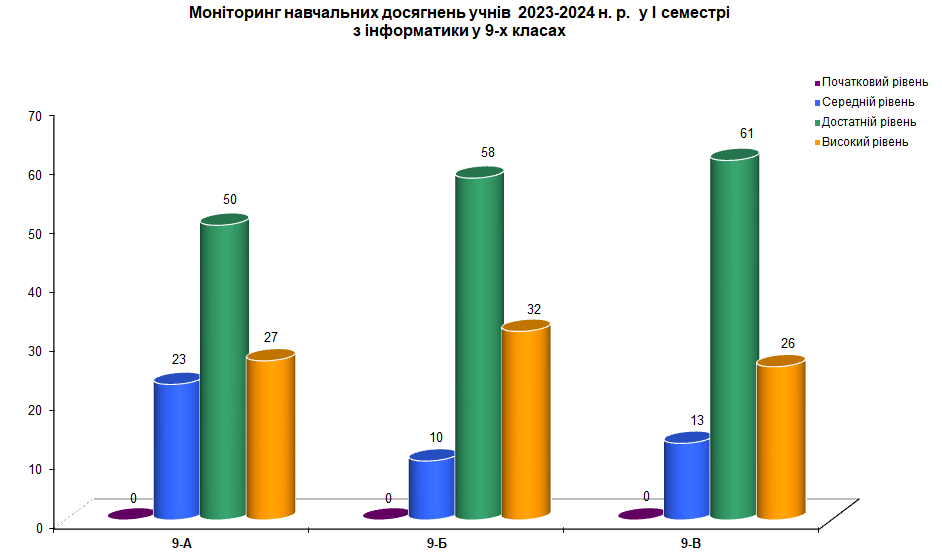 Моніторинг навчальних досягнень учнів 2023-2024 н. р. у І семестрі
з інформатики у 9-х класах
Початковий рівень
Середній рівень
Достатній рівень
Високий рівень
70
60
50
40
30
20
10
0
0
23
50
27
0
10
58
32
0
13
61
26
9-А
9-Б
9-В